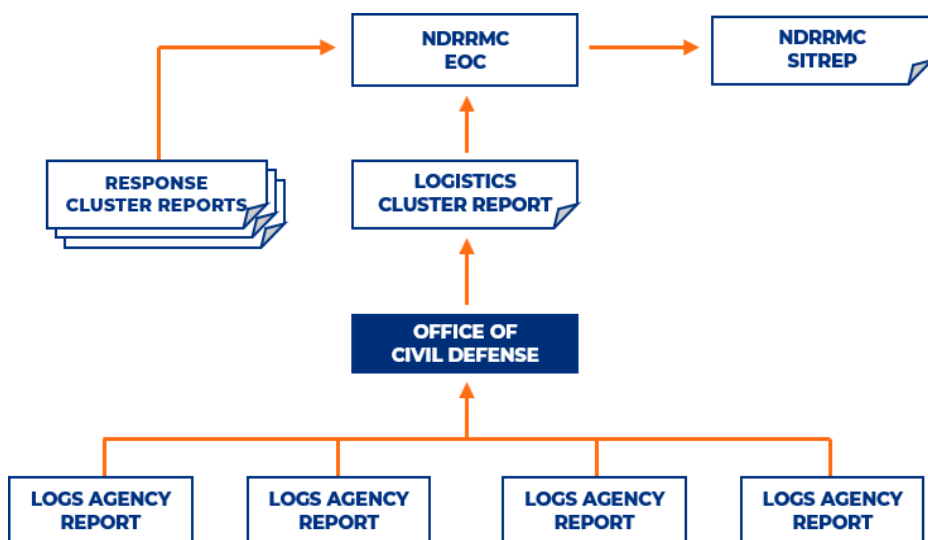 NDRRMC
EOC
NDRRMC
SITREP
RESPONSE
CLUSTER REPORTS
LOGISTICS
CLUSTER REPORT
OFFICE OF
CIVIL DEFENSE
LOGS AGENCY
REPORT
LOGS AGENCY
REPORT
LOGS AGENCY
REPORT
LOGS AGENCY
REPORT